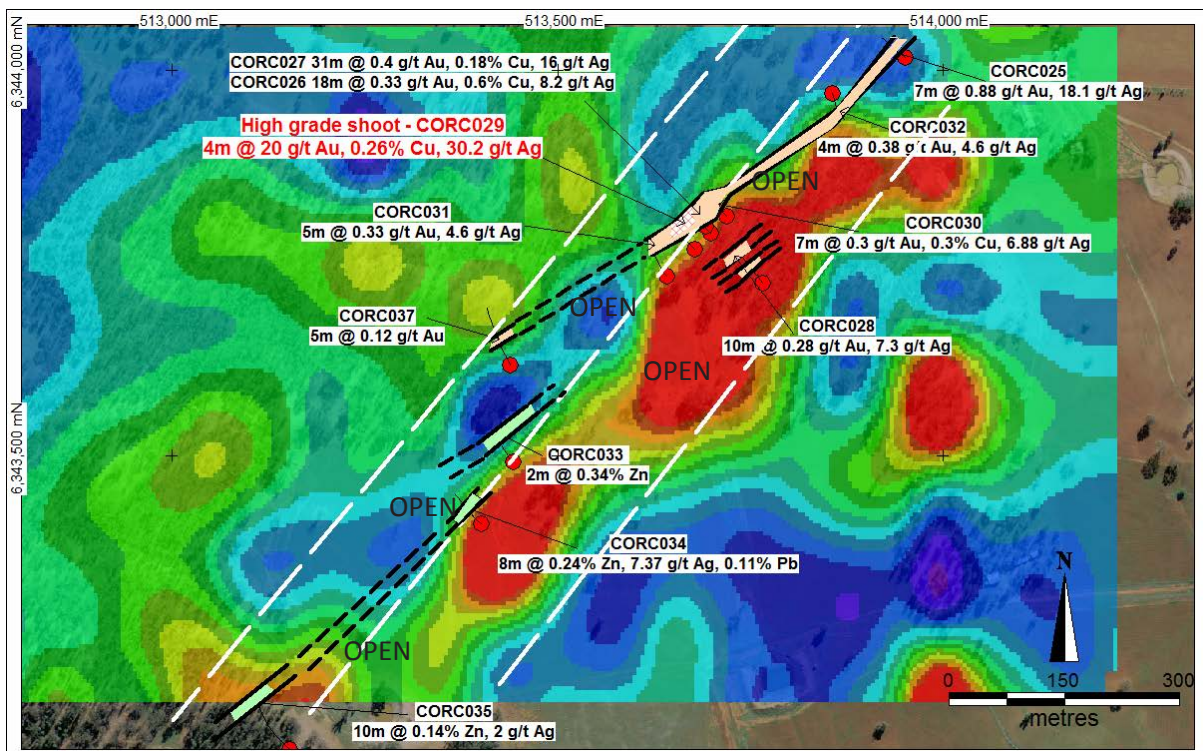 513,000 mE
513,500 mE
514,000 mE
6,344,000 mN
CORC027 31m @ 0.4 g/t Au, 0.18% Cu, 16 g/t Ag
CORC026 18m @ 0.33 g/t Au, 0.6% Cu, 8.2 g/t Ag
CORC025
7m @ 0.88 g/t Au, 18.1 g/t Ag
High grade shoot - CORC029
4m @ 20 g/t Au, 0.26% Cu, 30.2 g/t Ag
CORC032
4m @ 0.38 g/t Au, 4.6 g/t Ag
OPEN
CORC031
5m @ 0.33 g/t Au, 4.6 g/t Ag
CORC030
7m @ 0.3 g/t Au, 0.3% Cu, 6.88 g/t Ag
OPEN
CORC037
5m @ 0.12 g/t Au
CORC028
10m @ 0.28 g/t Au, 7.3 g/t Ag
OPEN
6,343,500 mN
CORC033
2m @ 0.34% Zn
OPEN
CORC034
8m @ 0.24% Zn, 7.37 g/t Ag, 0.11% Pb
N
OPEN
0 150 300
metres
CORC035
10m @ 0.14% Zn, 2 g/t Ag